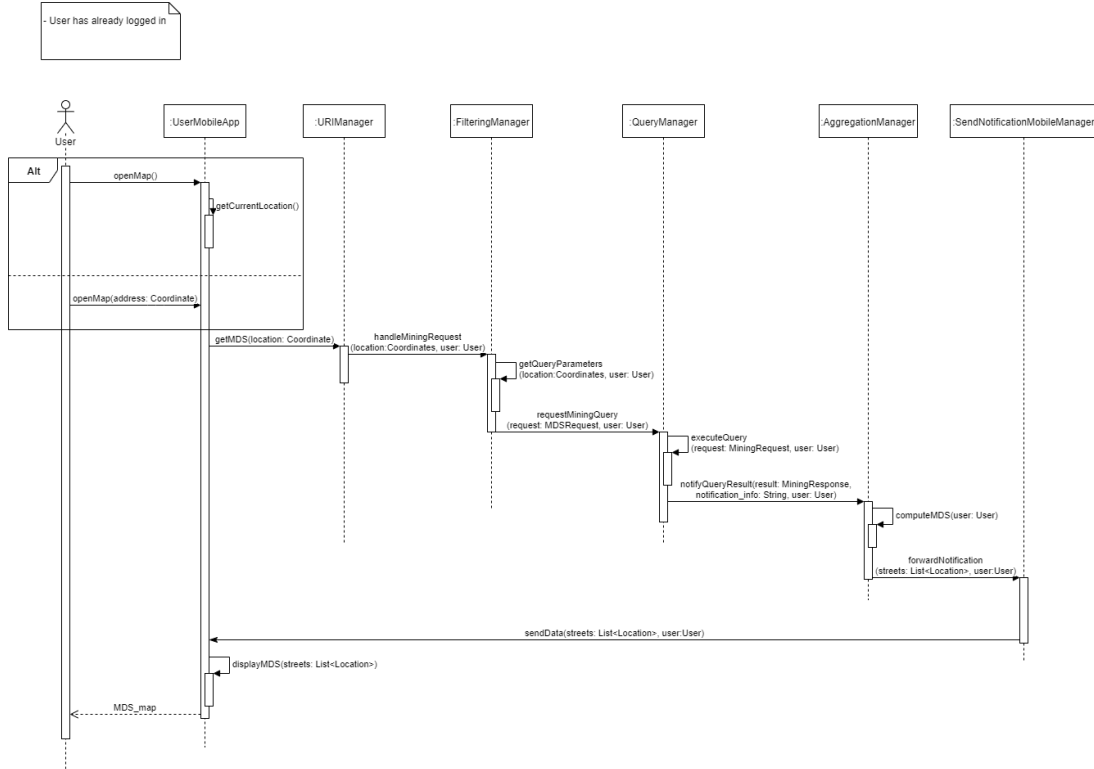 - User has already logged in
User
:UserMobileApp
:URIManager
:FilteringManager
:QueryManager
:AggregationManager
:SendNotificationMobileManager
Alt
openMap()
getCurrentLocation()
openMap(address: Coordinate)
getMDS(location: Coordinate)
handleMiningRequest
(location:Coordinates, user: User)
getQueryParameters
(location:Coordinates, user: User)
requestMiningQuery
(request: MDSRequest, user: User)
executeQuery
(request: MiningRequest, user: User)
notifyQueryResult(result: MiningResponse,
notification_info: String, user: User)
computeMDS(user: User)
forwardNotification
(streets: List<Location>, user:User)
sendData(streets: List<Location>, user:User)
displayMDS(streets: List<Location>)
MDS_map